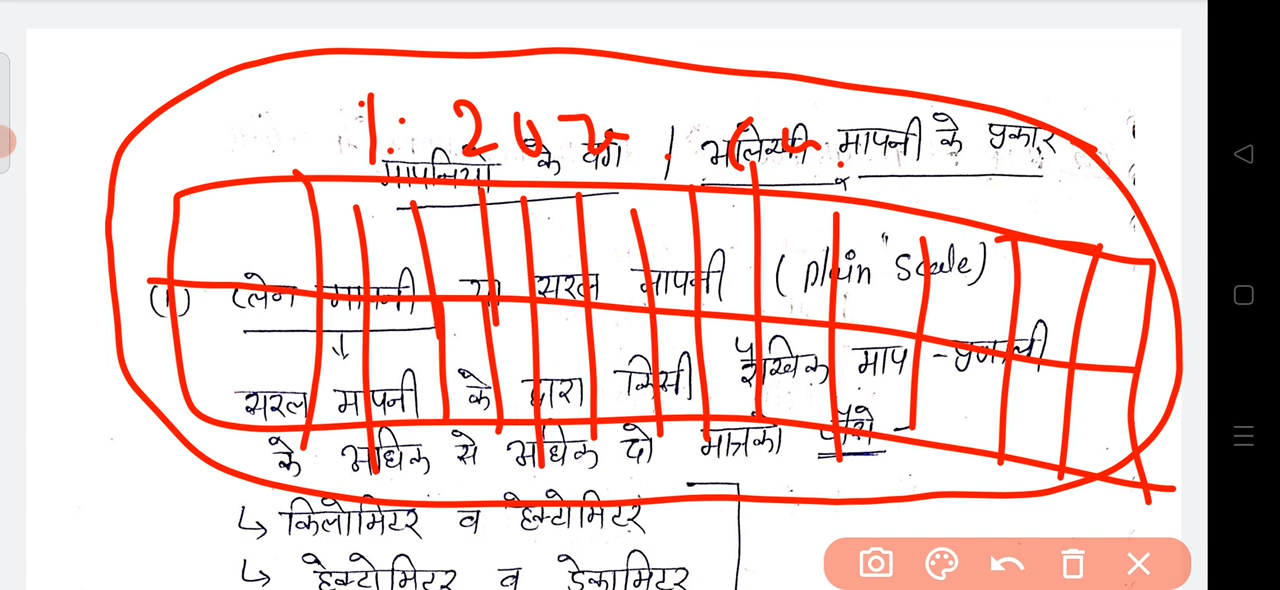 मापनियों के वर्ग / आलेखी मापनी के प्रकार
(1) प्लेन मापनी या सरल मापनी ( Plain Scale)
सरल मापनी के द्वारा किसी रैखिक माप - प्रणाली
के अधिक से अधिक दो मात्रकों जैसे -
↳ किलोमिटर व हेक्टोमिटर
↳ हेक्टोमिटर व डेकामिटर